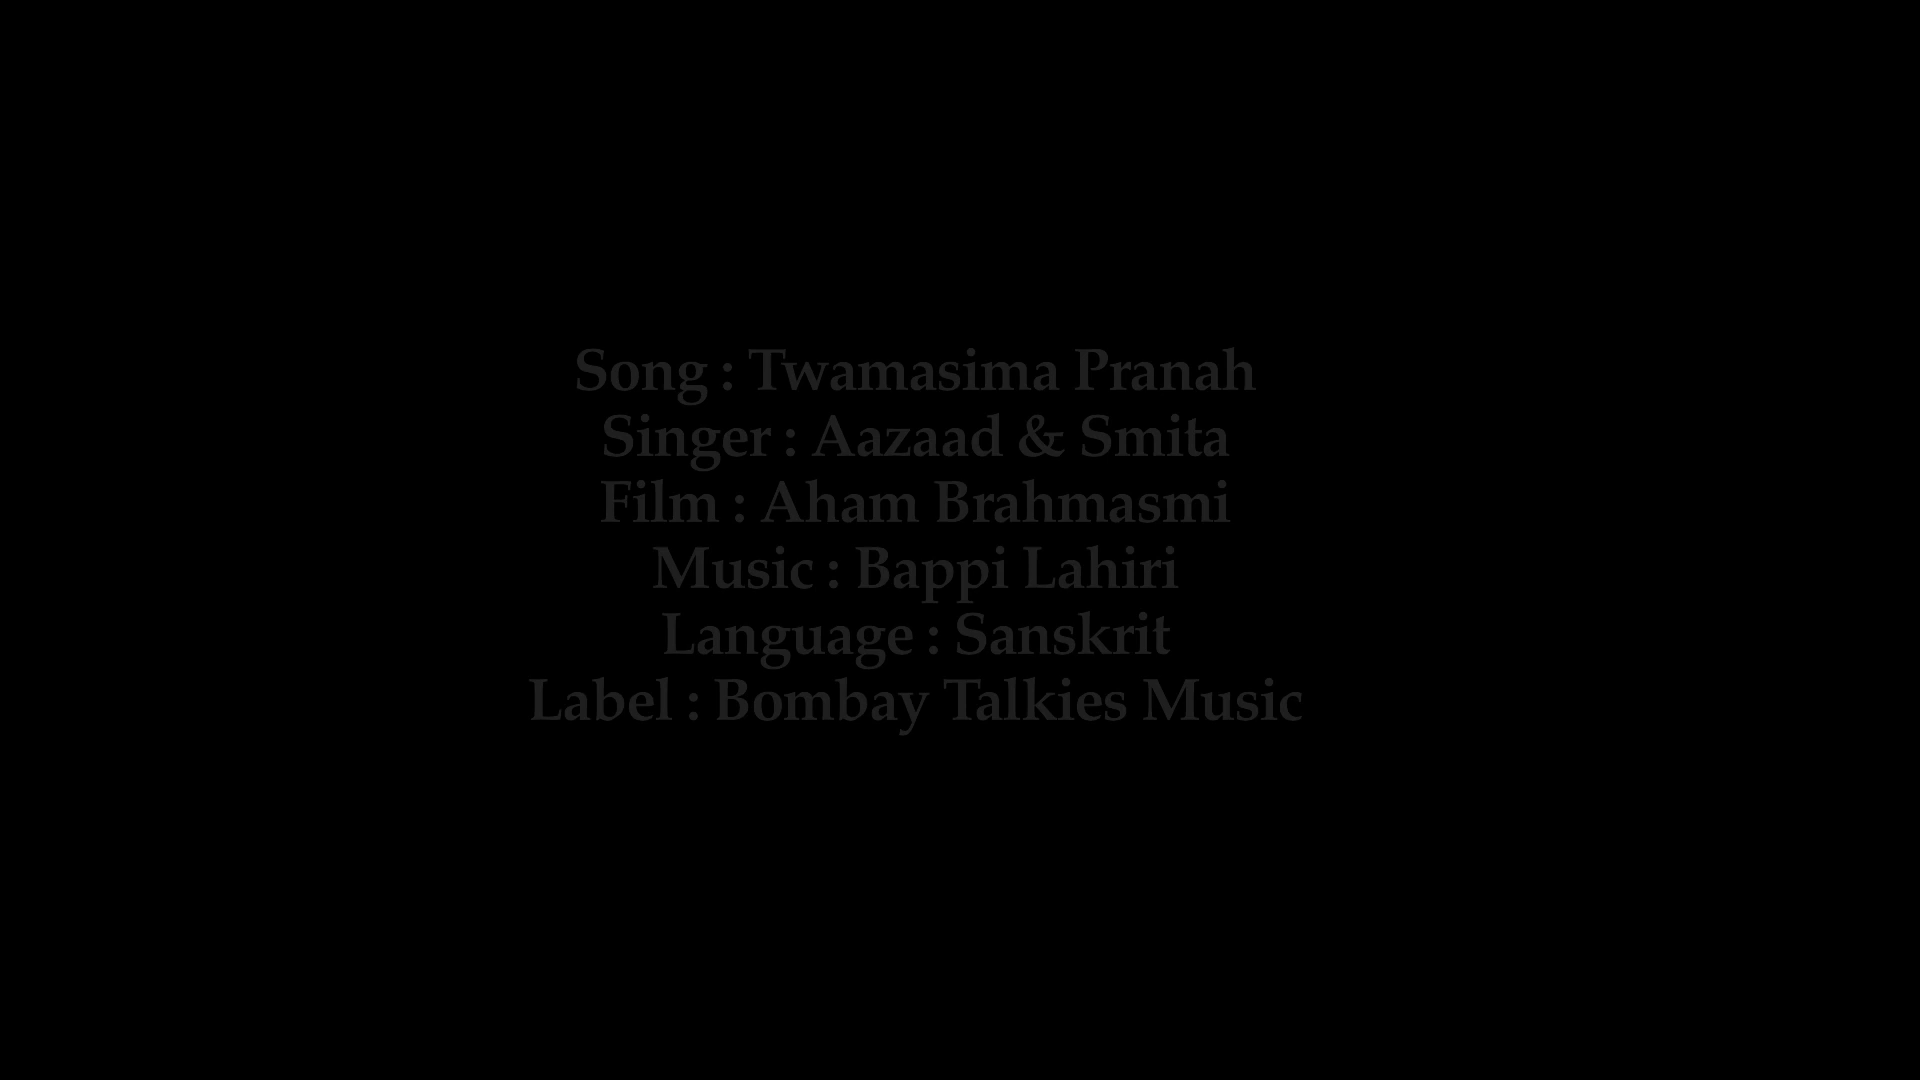 Song : Twamasima Pranah
Singer : Aazaad & Smita
Film : Aham Brahmasmi
Music : Bappi Lahiri
Language : Sanskrit
Label : Bombay Talkies Music